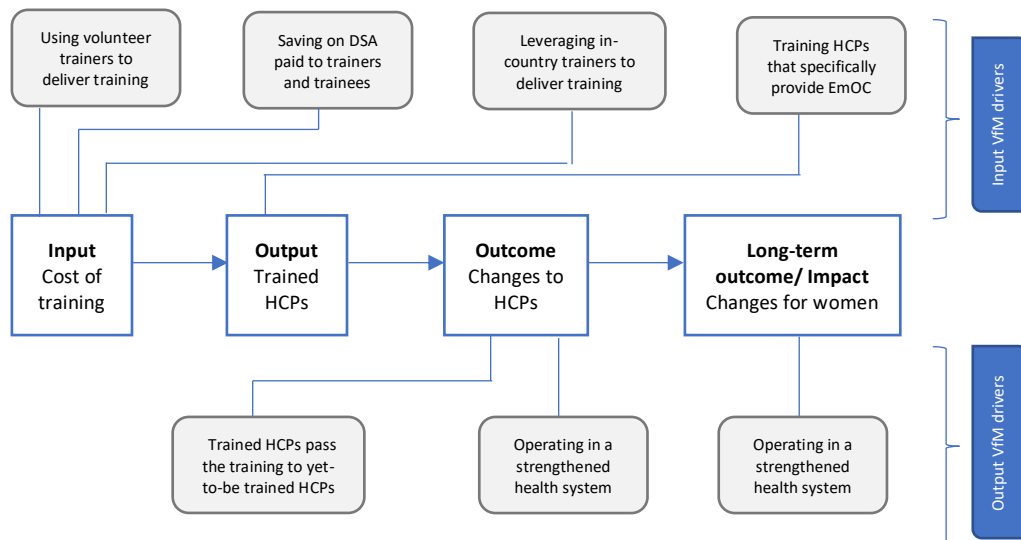 Using volunteer
trainers to
deliver training
Saving on DSA
paid to trainers
and trainees
Leveraging in-
country trainers to
deliver training
Training HCPs
that specifically
provide EmOC
Input VfM drivers
Input
Cost of
training
Output
Trained
HCPs
Outcome
Changes to
HCPs
Long-term
outcome/ Impact
Changes for women
Trained HCPs pass
the training to yet-
to-be trained HCPs
Operating in a
strengthened
health system
Operating in a
strengthened
health system
Output VfM drivers